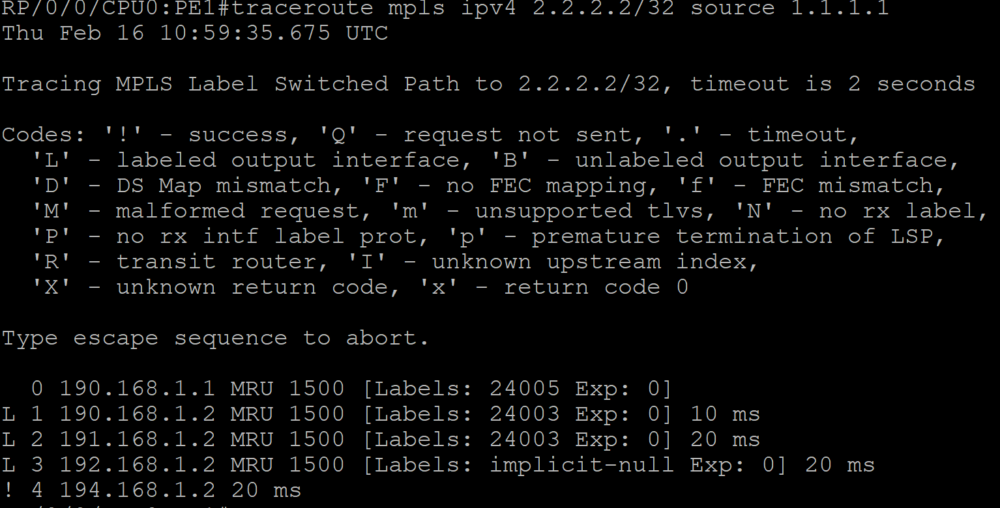 RP/0/0/CPU0:PE1#traceroute mpls ipv4 2.2.2.2/32 source 1.1.1.1
Thu Feb 16 10:59:35.675 UTC
Tracing MPLS Label Switched Path to 2.2.2.2/32, timeout is 2 seconds
Codes: '!' - success, 'Q' - request not sent, '.' - timeout,
'L' - labeled output interface, 'B' - unlabeled output interface,
'D' - DS Map mismatch, 'F' - no FEC mapping, 'f' - FEC mismatch,
'M' - malformed request, 'm' - unsupported tlvs, 'N' - no rx label,
'P' - no rx intf label prot, 'p' - premature termination of LSP,
'R' - transit router, 'I' - unknown upstream index,
'X' - unknown return code, 'x' - return code 0
Type escape sequence to abort.
0 190.168.1.1 MRU 1500 [Labels: 24005 Exp: 0]
L 1 190.168.1.2 MRU 1500 [Labels: 24003 Exp: 0] 10 ms
L 2 191.168.1.2 MRU 1500 [Labels: 24003 Exp: 0] 20 ms
L 3 192.168.1.2 MRU 1500 [Labels: implicit-null Exp: 0] 20 ms
! 4 194.168.1.2 20 ms